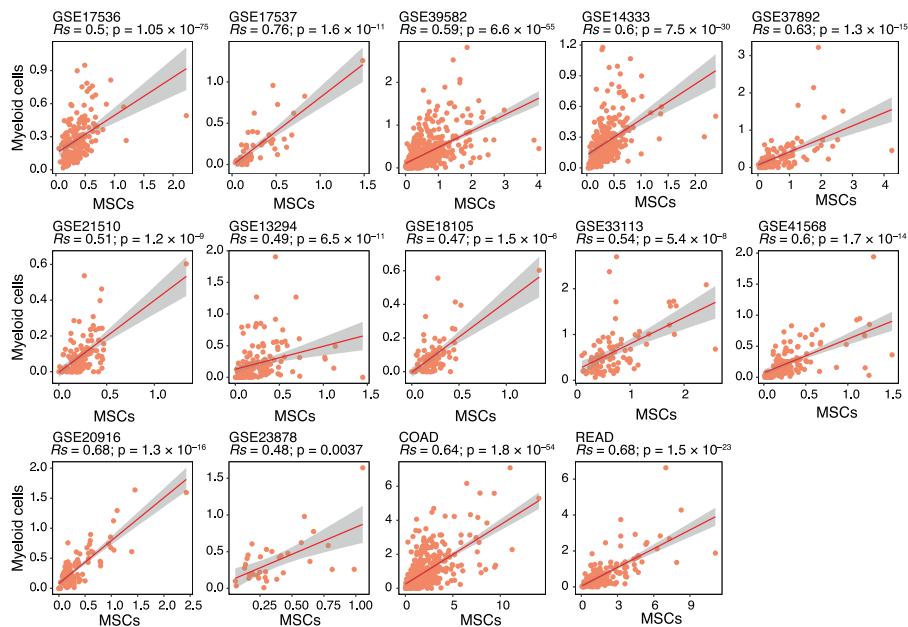 GSE17536
Rs = 0.5; p = 1.05 × 10⁻⁷⁵
GSE17537
Rs = 0.76; p = 1.6 × 10⁻¹¹
GSE39582
Rs = 0.59; p = 6.6 × 10⁻⁵⁵
GSE14333
Rs = 0.6; p = 7.5 × 10⁻³⁰
GSE37892
Rs = 0.63; p = 1.3 × 10⁻¹⁵
Myeloid cells
0.9
0.6
0.3
0.0
0.0 0.5 1.0 1.5 2.0
MSCs
1.5
1.0
0.5
0.0
0.0 0.5 1.0 1.5
MSCs
3
2
1
0
0 1 2 3 4
MSCs
1.2
0.9
0.6
0.3
0.0
0.0 0.5 1.0 1.5 2.0
MSCs
3
2
1
0
0 1 2 3 4
MSCs
GSE21510
Rs = 0.51; p = 1.2 × 10⁻⁹
GSE13294
Rs = 0.49; p = 6.5 × 10⁻¹¹
GSE18105
Rs = 0.47; p = 1.5 × 10⁻⁶
GSE33113
Rs = 0.54; p = 5.4 × 10⁻⁸
GSE41568
Rs = 0.6; p = 1.7 × 10⁻¹⁴
Myeloid cells
0.6
0.4
0.2
0.0
0.0 0.5 1.0
MSCs
2.0
1.5
1.0
0.5
0.0
0.0 0.5 1.0 1.5
MSCs
0.6
0.4
0.2
0.0
0.0 0.5 1.0
MSCs
3
2
1
0
0 1 2
MSCs
2.0
1.5
1.0
0.5
0.0
0.0 0.5 1.0 1.5
MSCs
GSE20916
Rs = 0.68; p = 1.3 × 10⁻¹⁶
GSE23878
Rs = 0.48; p = 0.0037
COAD
Rs = 0.64; p = 1.8 × 10⁻⁵⁴
READ
Rs = 0.68; p = 1.5 × 10⁻²³
Myeloid cells
2.0
1.5
1.0
0.5
0.0
0.0 0.5 1.0 1.5 2.0 2.5
MSCs
1.5
1.0
0.5
0.0
0.25 0.50 0.75 1.00
MSCs
6
4
2
0
0 5 10
MSCs
6
4
2
0
0 3 6 9
MSCs